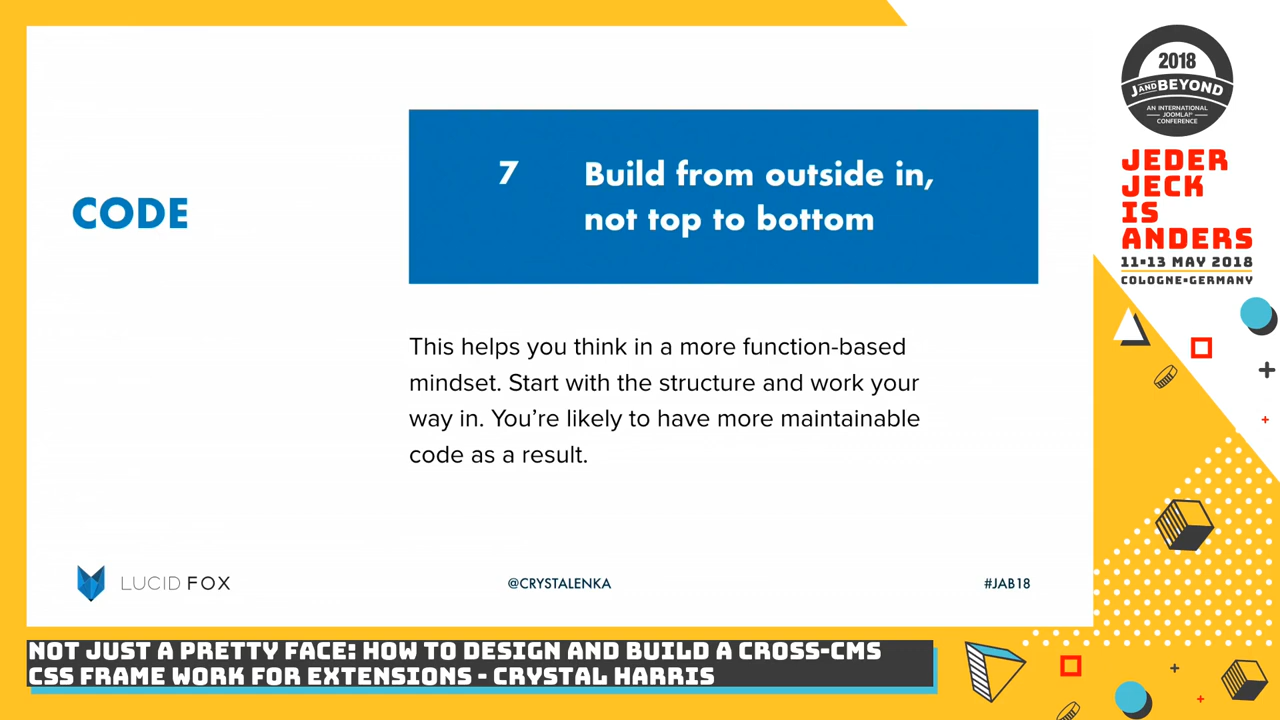 CODE
7
Build from outside in,
not top to bottom
This helps you think in a more function-based
mindset. Start with the structure and work your
way in. You’re likely to have more maintainable
code as a result.
LUCID FOX
@CRYSTALENKA
#JAB18
2018
J AND BEYOND
AN INTERNATIONAL
JOOMLA!®
CONFERENCE
JEDER
JECK
IS
ANDERS
11▪13 MAY 2018
COLOGNE▪GERMANY
NOT JUST A PRETTY FACE: HOW TO DESIGN AND BUILD A CROSS-CMS
CSS FRAME WORK FOR EXTENSIONS - CRYSTAL HARRIS